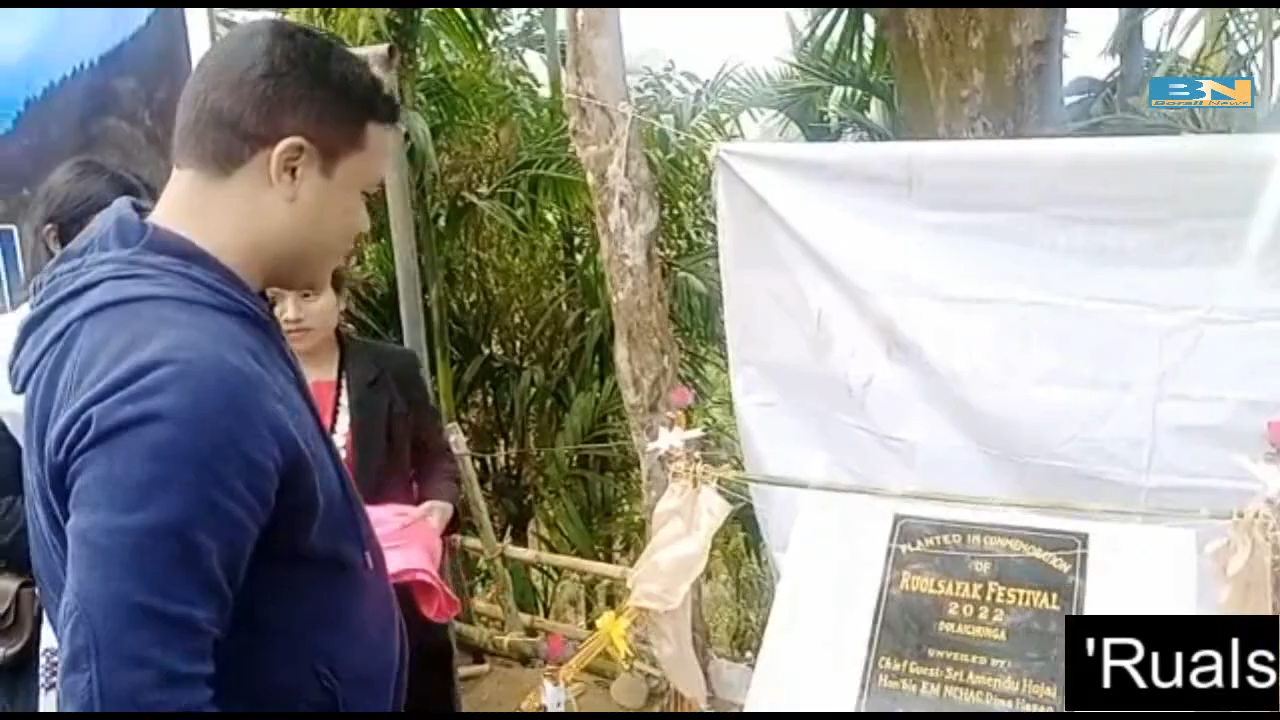 BN
Borail News
PLANTED IN COMMEMORATION
OF
RUOLSAYAK FESTIVAL
2022
DOLAICHUNGA
UNVEILED BY:
Chief Guest: Sri Amendu Hojai
Hon'ble EM NCHAC Dima Hasao
'Ruals